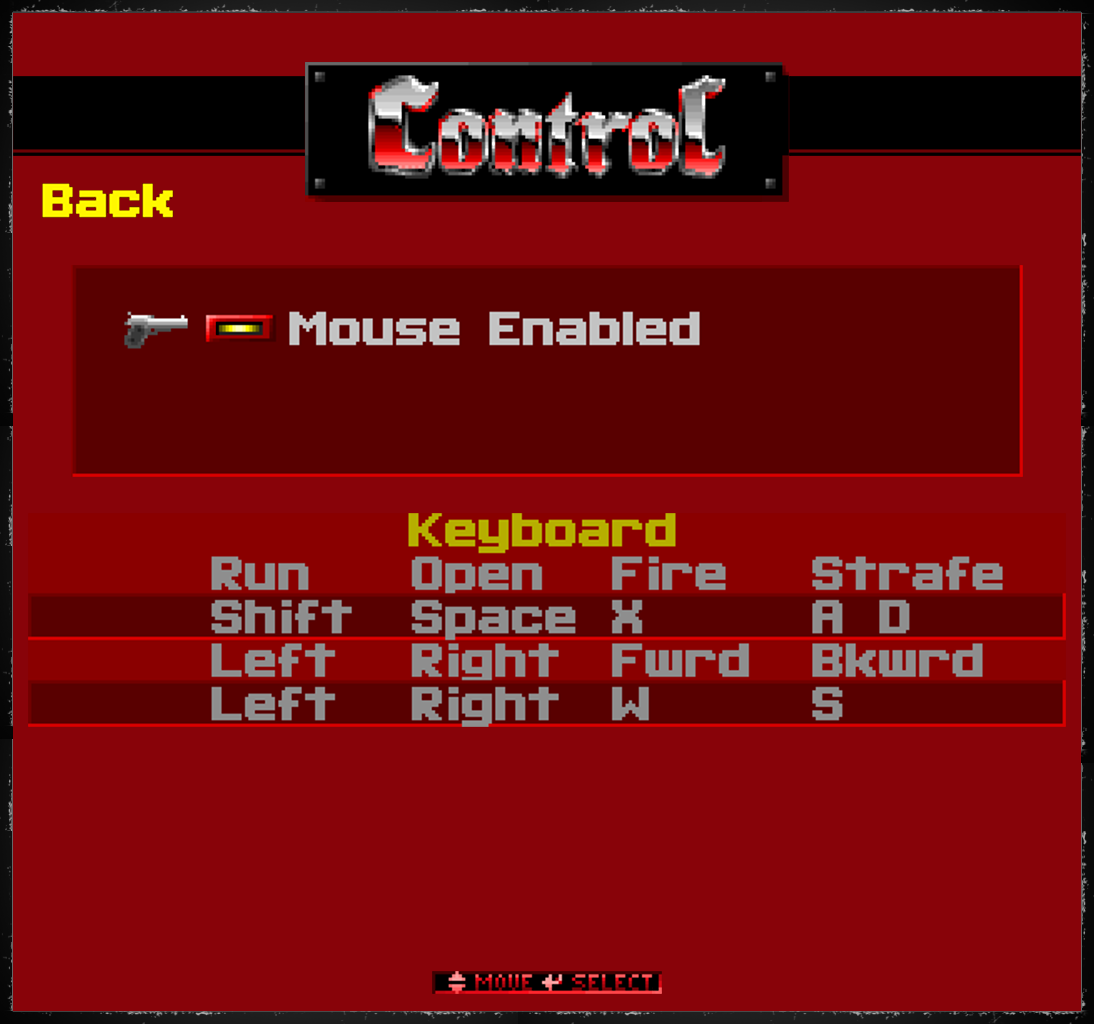 Control
Back
Mouse Enabled
Keyboard
Run Open Fire Strafe
Shift Space X A D
Left Right Fwrd Bkwrd
Left Right W S
MOVE SELECT